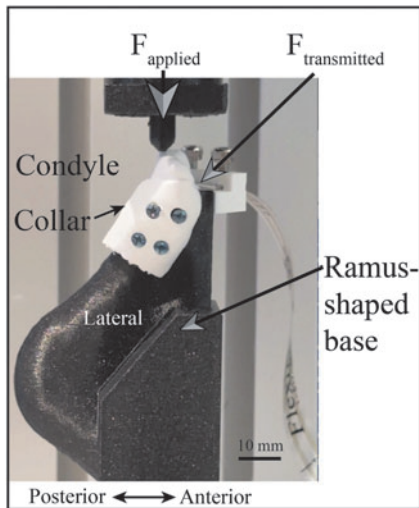 F applied
F transmitted
Condyle
Collar
Ramus-
shaped
base
Lateral
10 mm
Posterior Anterior